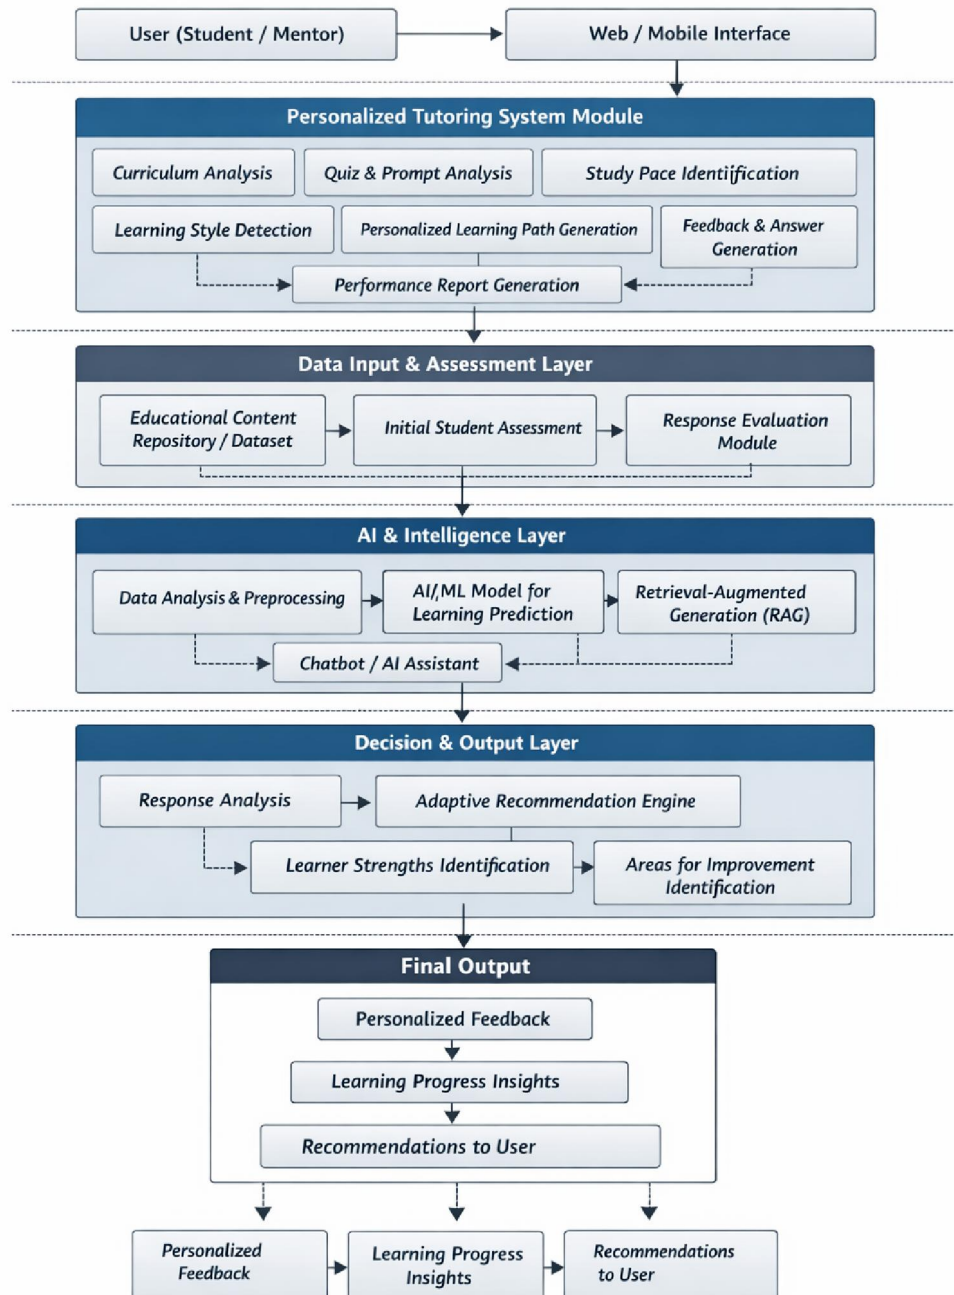 User (Student / Mentor)
Web / Mobile Interface
Personalized Tutoring System Module
Curriculum Analysis
Quiz & Prompt Analysis
Study Pace Identification
Learning Style Detection
Personalized Learning Path Generation
Feedback & Answer
Generation
Performance Report Generation
Data Input & Assessment Layer
Educational Content
Repository / Dataset
Initial Student Assessment
Response Evaluation
Module
AI & Intelligence Layer
Data Analysis & Preprocessing
AI/ML Model for
Learning Prediction
Retrieval-Augmented
Generation (RAG)
Chatbot / AI Assistant
Decision & Output Layer
Response Analysis
Adaptive Recommendation Engine
Learner Strengths Identification
Areas for Improvement
Identification
Final Output
Personalized Feedback
Learning Progress Insights
Recommendations to User
Personalized
Feedback
Learning Progress
Insights
Recommendations
to User